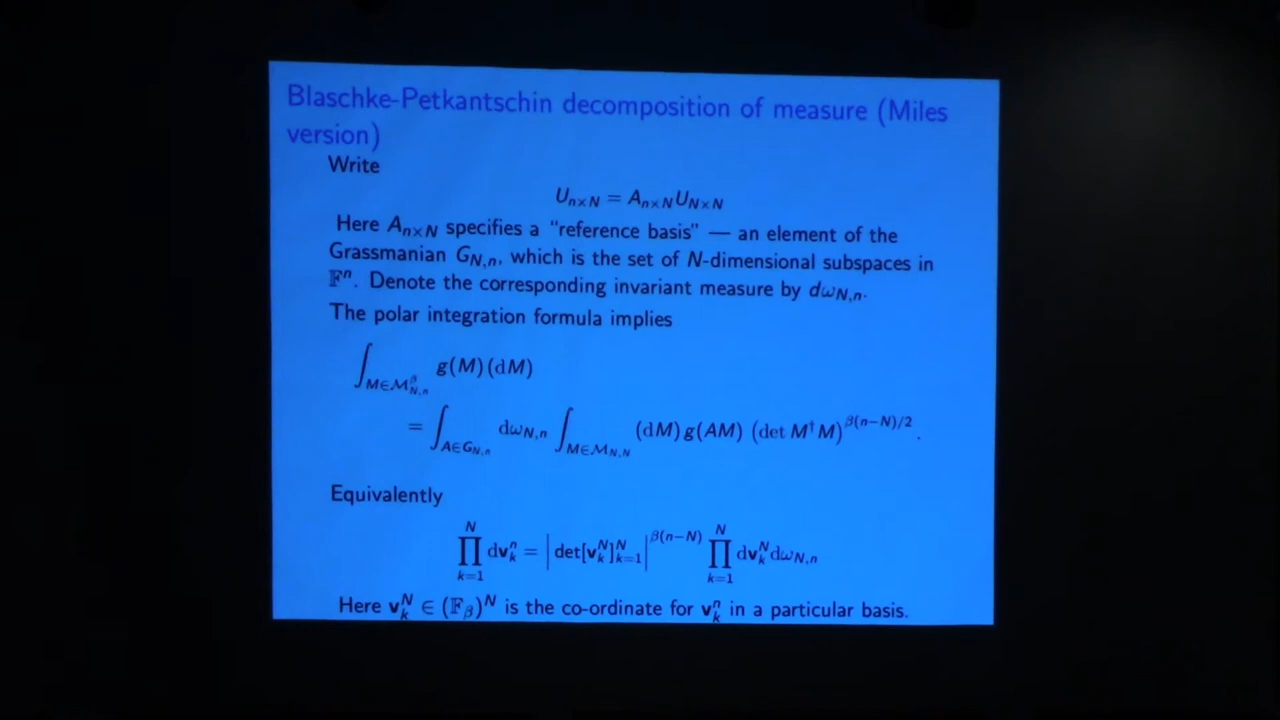 Blaschke-Petkantschin decomposition of measure (Miles
version)
Write
U_{n×N} = A_{n×N} U_{N×N}
Here A_{n×N} specifies a "reference basis" — an element of the
Grassmanian G_{N,n}, which is the set of N-dimensional subspaces in
𝔽^n. Denote the corresponding invariant measure by dω_{N,n}.
The polar integration formula implies
∫_{M∈M^β_{N,n}} g(M)(dM)
= ∫_{A∈G_{N,n}} dω_{N,n} ∫_{M∈M_{N,N}} (dM)g(AM) (det M^†M)^{β(n−N)/2}.
Equivalently
∏_{k=1}^N dv_k^n = |det[v_k^N]_{k=1}^N|^{β(n−N)} ∏_{k=1}^N dv_k^N dω_{N,n}
Here v_k^N ∈ (𝔽_β)^N is the co-ordinate for v_k^n in a particular basis.